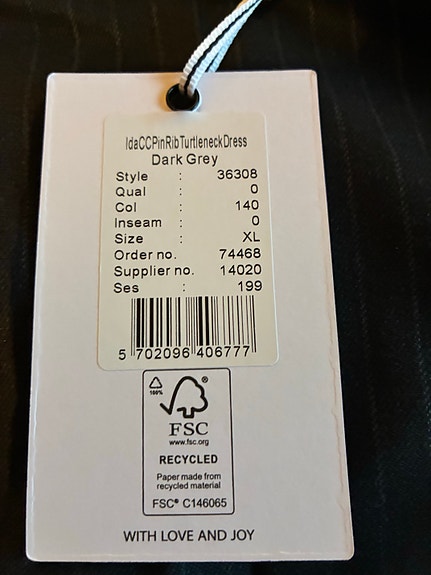 IdaCCPinRibTurtleneckDress
Dark Grey
Style : 36308
Qual : 0
Col : 140
Inseam : 0
Size : XL
Order no. 74468
Supplier no. 14020
Ses : 199
5 702096 406777
100%
®
FSC
www.fsc.org
RECYCLED
Paper made from
recycled material
FSC® C146065
WITH LOVE AND JOY